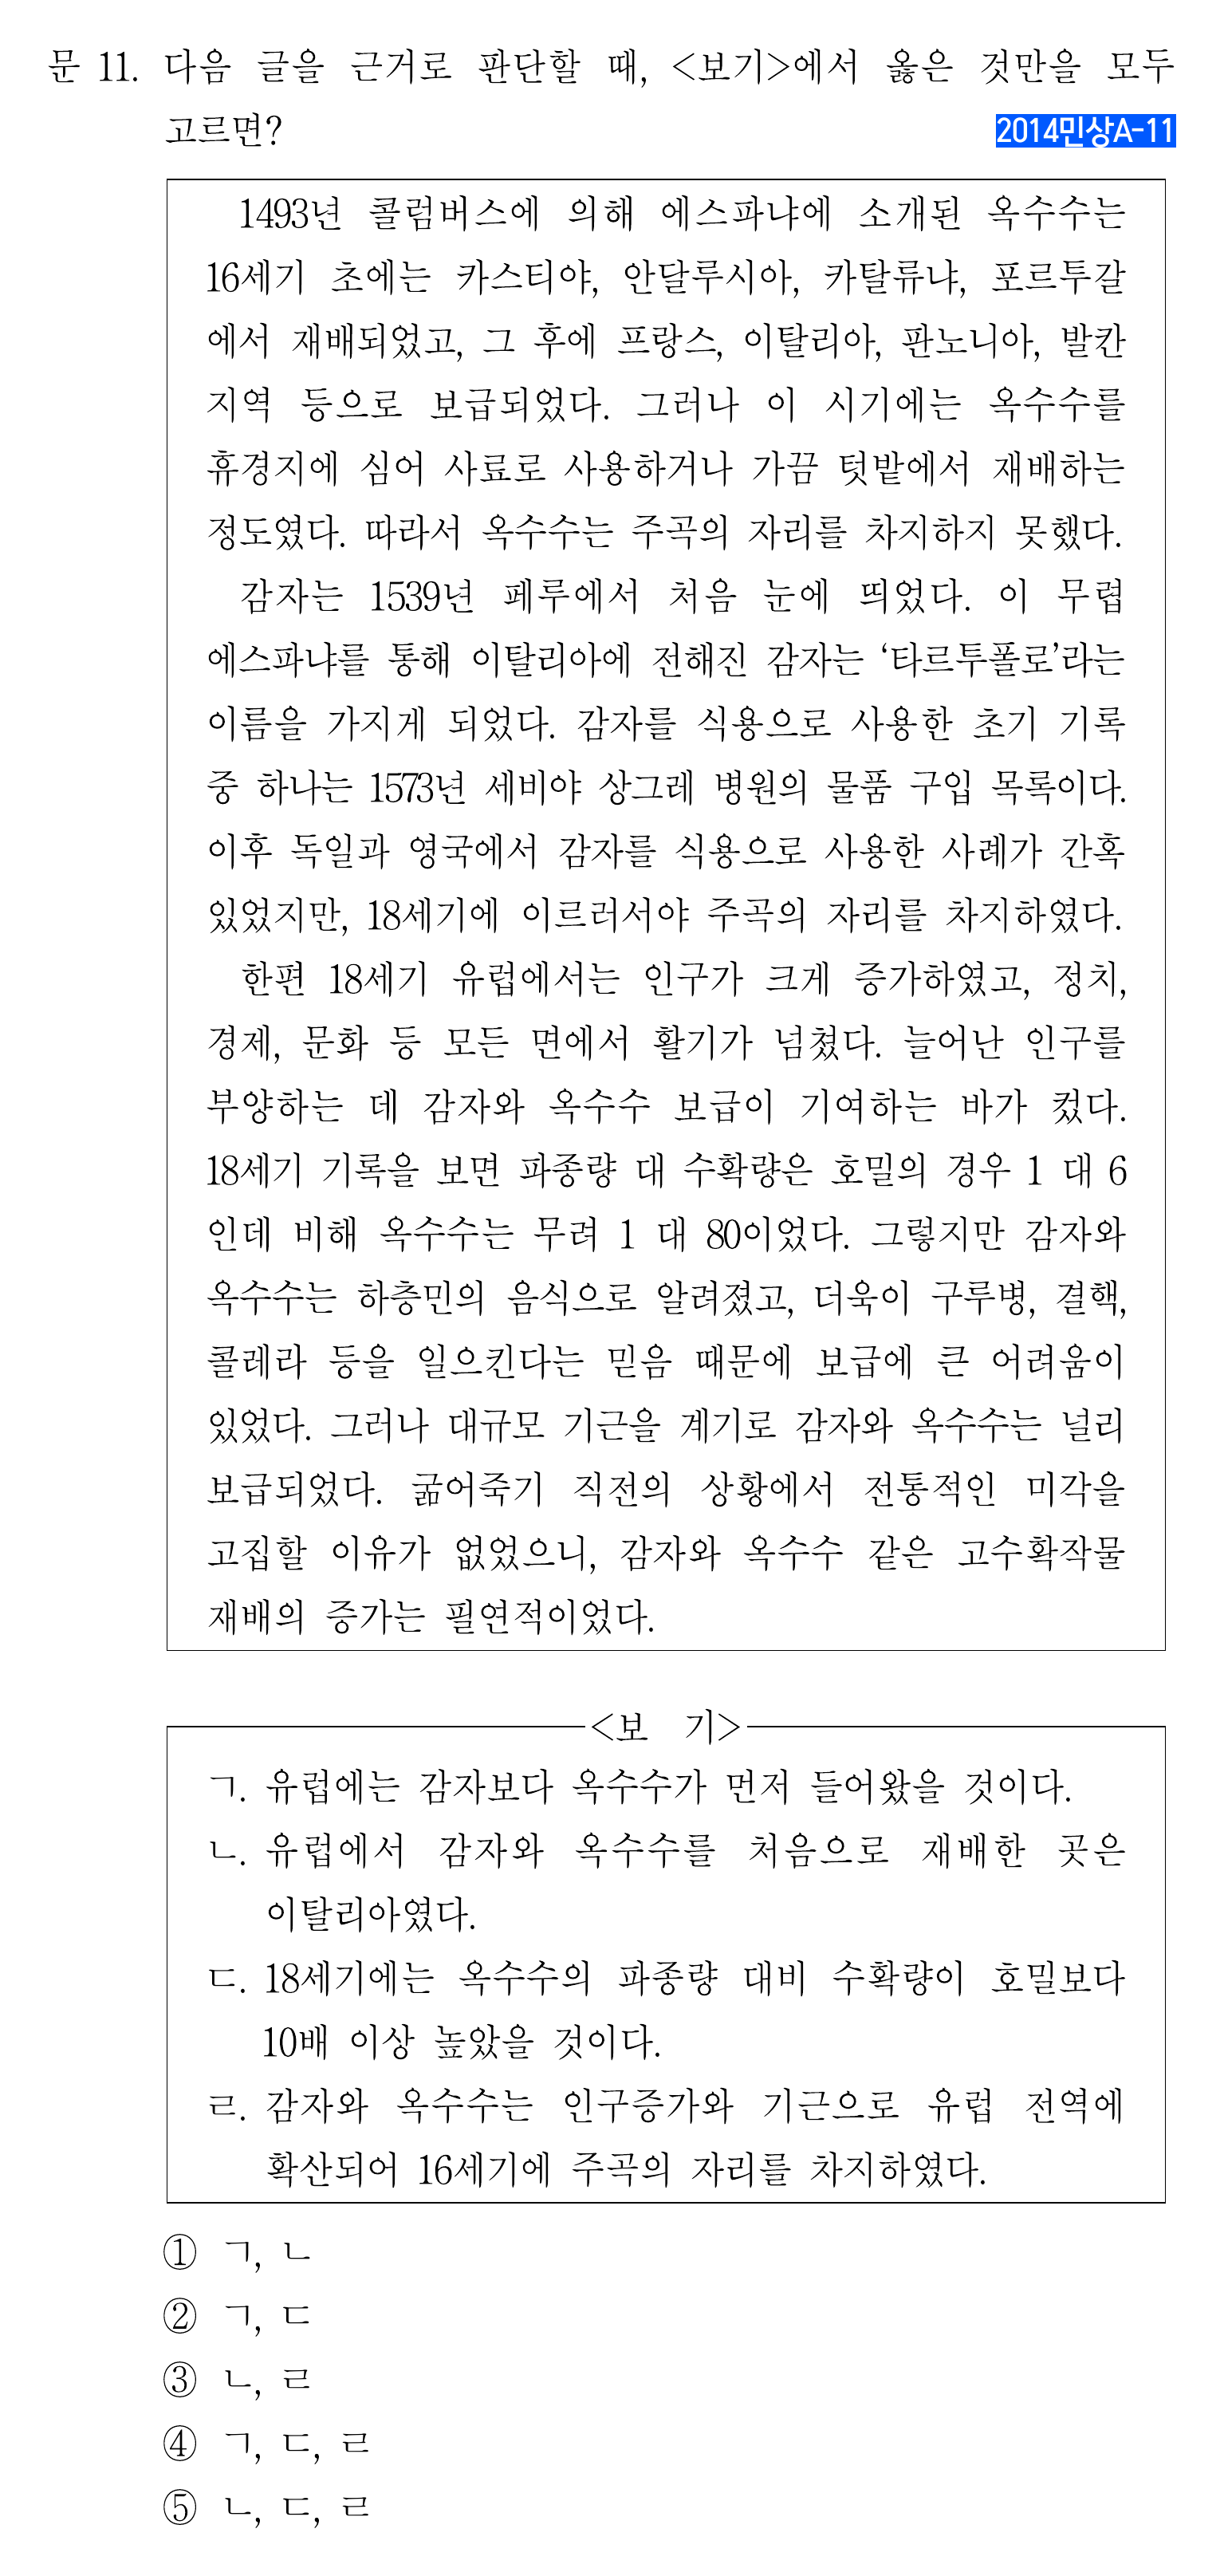 문 11. 다음 글을 근거로 판단할 때, <보기>에서 옳은 것만을 모두
고르면?
2014민상A-11
1493년 콜럼버스에 의해 에스파냐에 소개된 옥수수는
16세기 초에는 카스티야, 안달루시아, 카탈류냐, 포르투갈
에서 재배되었고, 그 후에 프랑스, 이탈리아, 판노니아, 발칸
지역 등으로 보급되었다. 그러나 이 시기에는 옥수수를
휴경지에 심어 사료로 사용하거나 가끔 텃밭에서 재배하는
정도였다. 따라서 옥수수는 주곡의 자리를 차지하지 못했다.
감자는 1539년 페루에서 처음 눈에 띄었다. 이 무렵
에스파냐를 통해 이탈리아에 전해진 감자는 ‘타르투폴로’라는
이름을 가지게 되었다. 감자를 식용으로 사용한 초기 기록
중 하나는 1573년 세비야 상그레 병원의 물품 구입 목록이다.
이후 독일과 영국에서 감자를 식용으로 사용한 사례가 간혹
있었지만, 18세기에 이르러서야 주곡의 자리를 차지하였다.
한편 18세기 유럽에서는 인구가 크게 증가하였고, 정치,
경제, 문화 등 모든 면에서 활기가 넘쳤다. 늘어난 인구를
부양하는 데 감자와 옥수수 보급이 기여하는 바가 컸다.
18세기 기록을 보면 파종량 대 수확량은 호밀의 경우 1 대 6
인데 비해 옥수수는 무려 1 대 80이었다. 그렇지만 감자와
옥수수는 하층민의 음식으로 알려졌고, 더욱이 구루병, 결핵,
콜레라 등을 일으킨다는 믿음 때문에 보급에 큰 어려움이
있었다. 그러나 대규모 기근을 계기로 감자와 옥수수는 널리
보급되었다. 굶어죽기 직전의 상황에서 전통적인 미각을
고집할 이유가 없었으니, 감자와 옥수수 같은 고수확작물
재배의 증가는 필연적이었다.
<보 기>
ㄱ. 유럽에는 감자보다 옥수수가 먼저 들어왔을 것이다.
ㄴ. 유럽에서 감자와 옥수수를 처음으로 재배한 곳은
이탈리아였다.
ㄷ. 18세기에는 옥수수의 파종량 대비 수확량이 호밀보다
10배 이상 높았을 것이다.
ㄹ. 감자와 옥수수는 인구증가와 기근으로 유럽 전역에
확산되어 16세기에 주곡의 자리를 차지하였다.
① ㄱ, ㄴ
② ㄱ, ㄷ
③ ㄴ, ㄹ
④ ㄱ, ㄷ, ㄹ
⑤ ㄴ, ㄷ, ㄹ